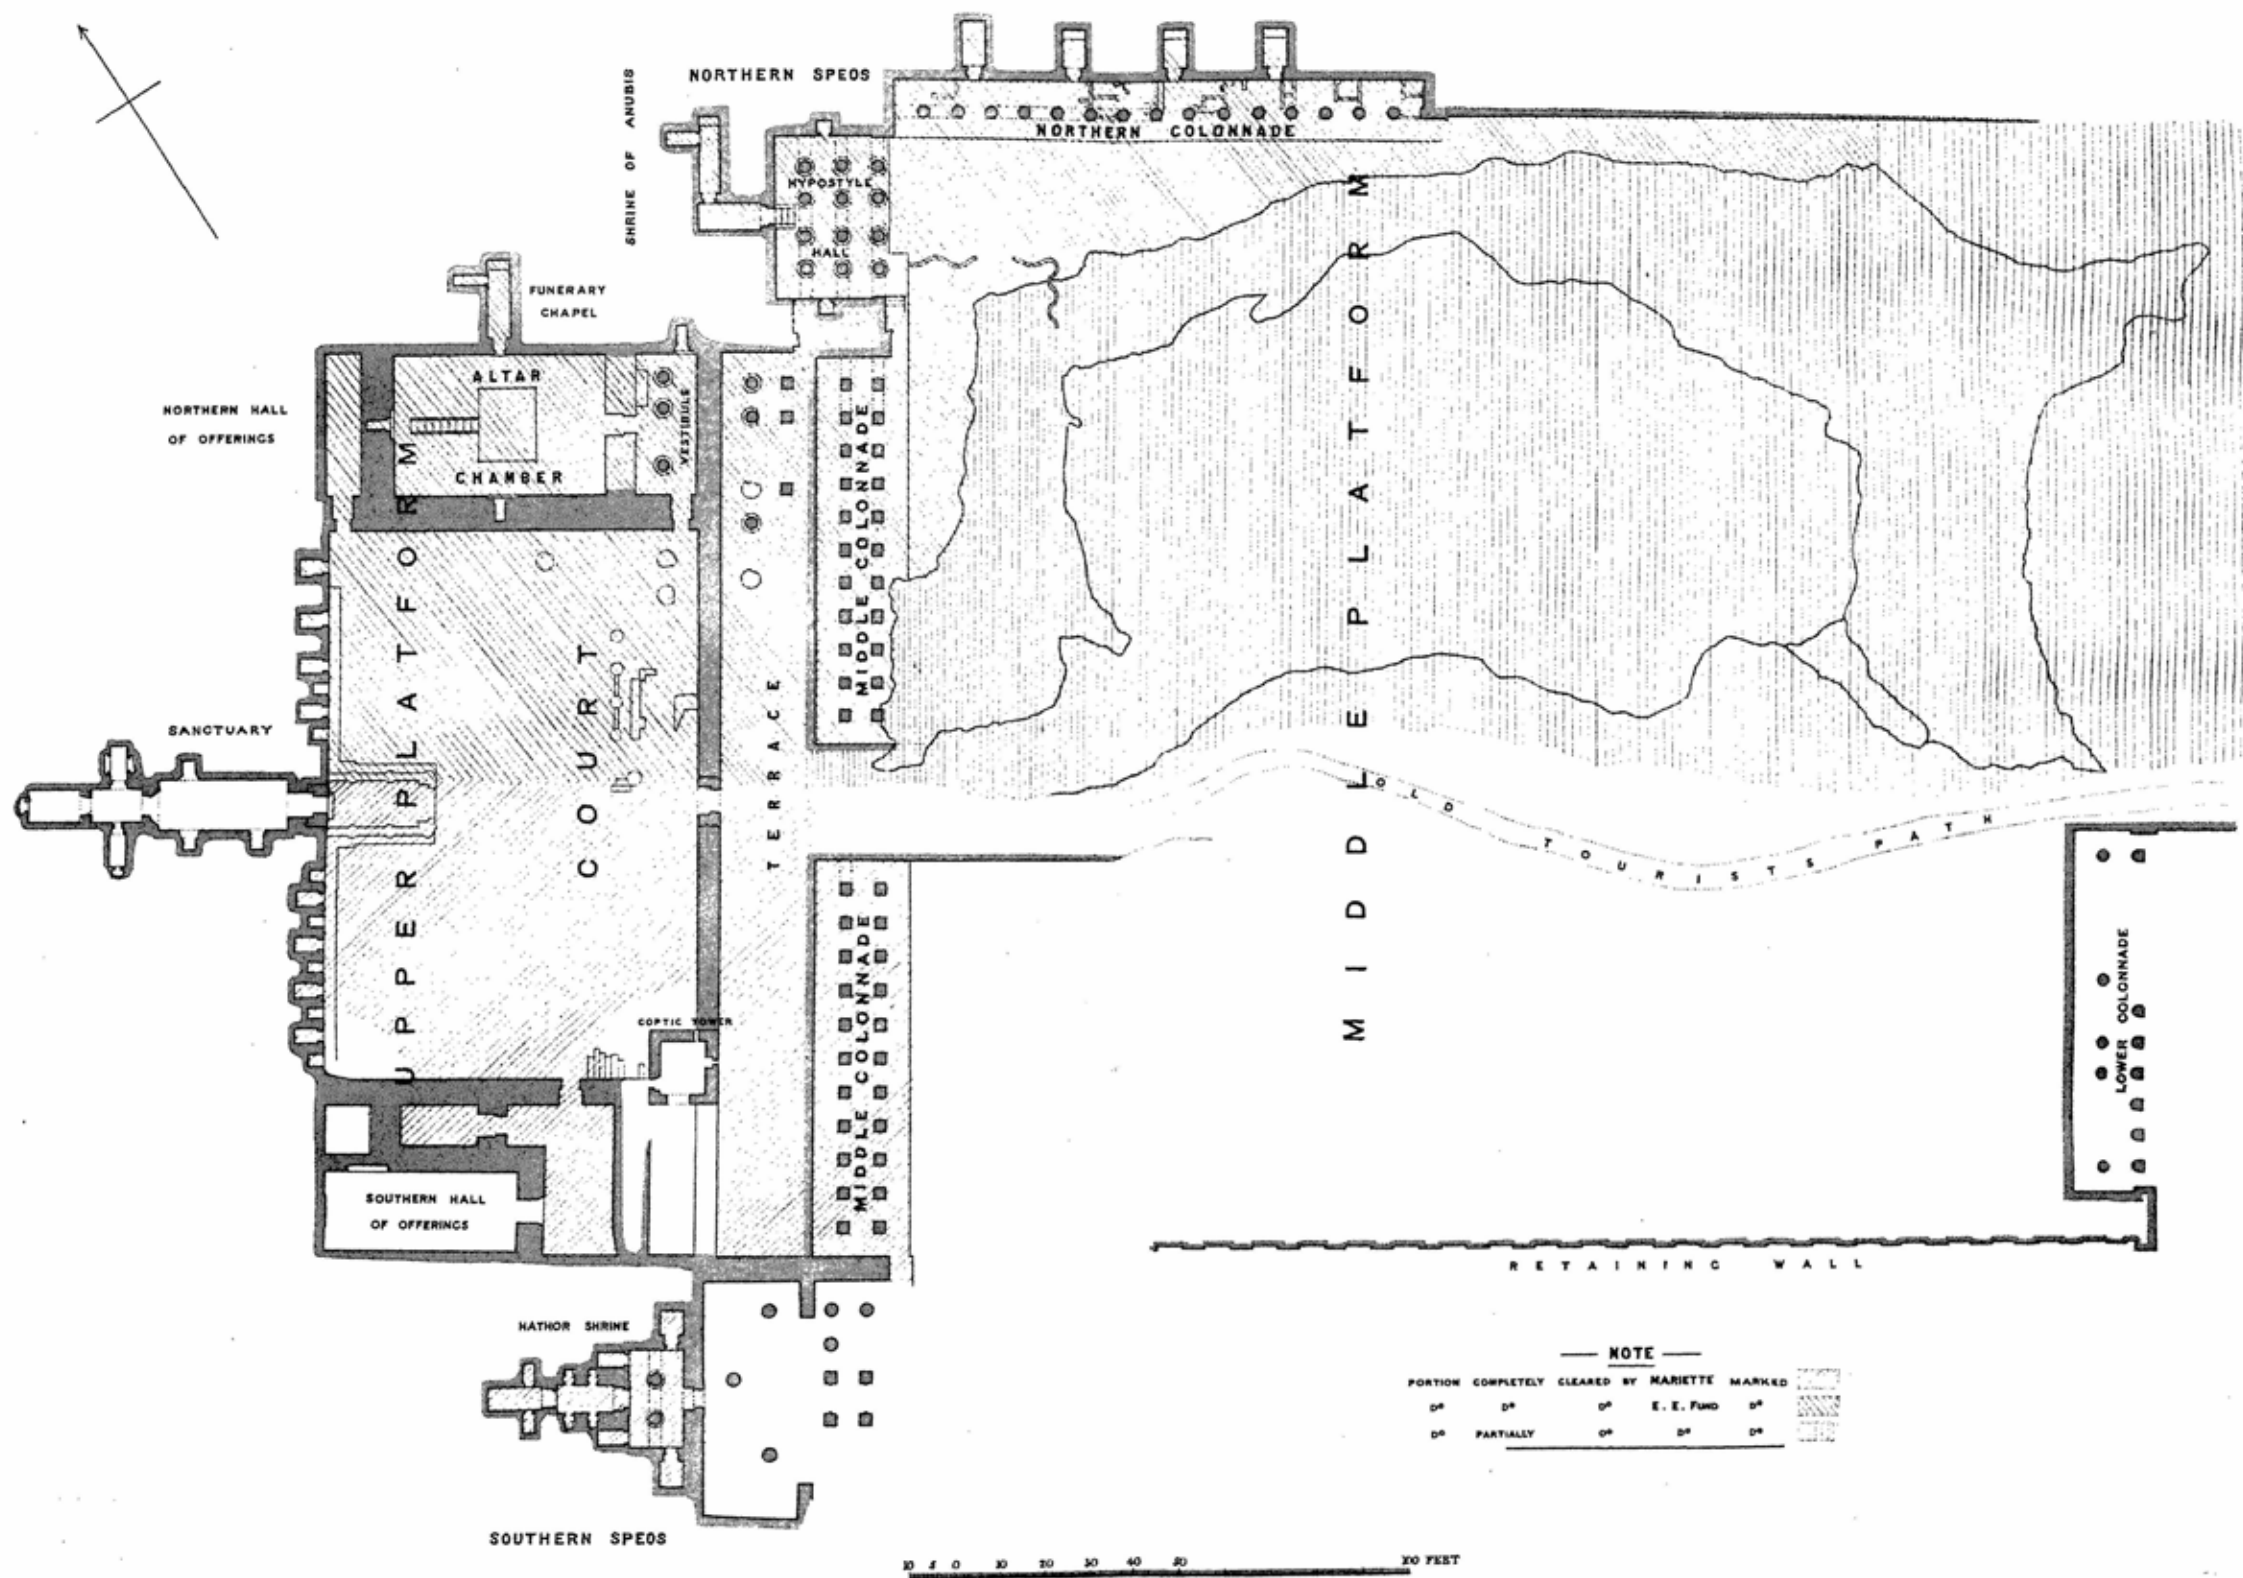 NORTHERN SPEOS
SHRINE OF ANUBIS
NORTHERN COLONNADE
HYPOSTYLE
HALL
FUNERARY
CHAPEL
ALTAR
CHAMBER
VESTIBULE
NORTHERN HALL
OF OFFERINGS
MIDDLE COLONNADE
MIDDLE COLONNADE
UPPER PLATFORM
COURT
TERRACE
MIDDLE PLATFORM
SANCTUARY
OLD TOURISTS PATH
MIDDLE COLONNADE
MIDDLE COLONNADE
LOWER COLONNADE
COPTIC TOWER
SOUTHERN HALL
OF OFFERINGS
RETAINING WALL
HATHOR SHRINE
SOUTHERN SPEOS
NOTE
PORTION COMPLETELY CLEARED BY MARIETTE MARKED
Dº Dº Dº E. E. FUND Dº
Dº PARTIALLY Dº Dº Dº
10 5 0 10 20 30 40 50 100 FEET